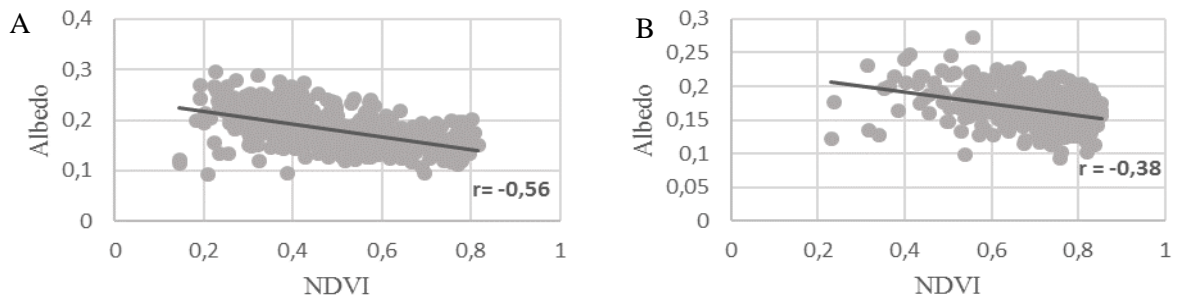 A
0,4
0,3
0,2
0,1
0
Albedo
r= -0,56
0 0,2 0,4 0,6 0,8 1
NDVI
B
0,3
0,25
0,2
0,15
0,1
0,05
0
Albedo
r = -0,38
0 0,2 0,4 0,6 0,8 1
NDVI